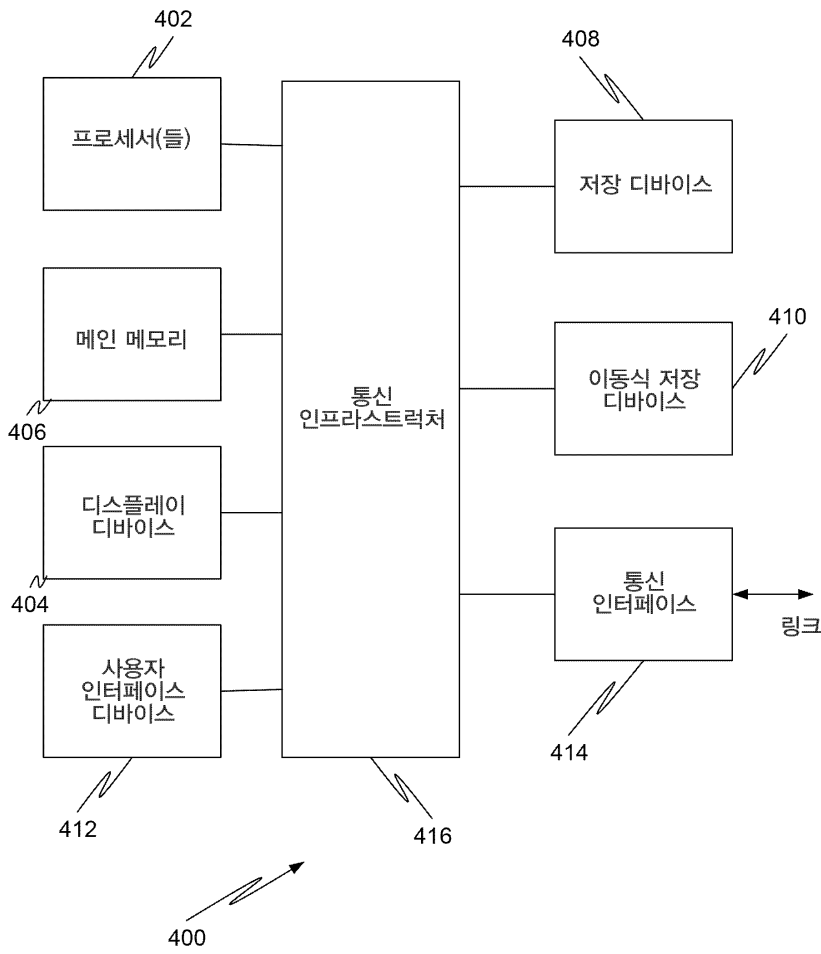 402
프로세서(들)
메인 메모리
406
디스플레이
디바이스
404
사용자
인터페이스
디바이스
412
통신
인프라스트럭처
416
400
408
저장 디바이스
410
이동식 저장
디바이스
통신
인터페이스
링크
414